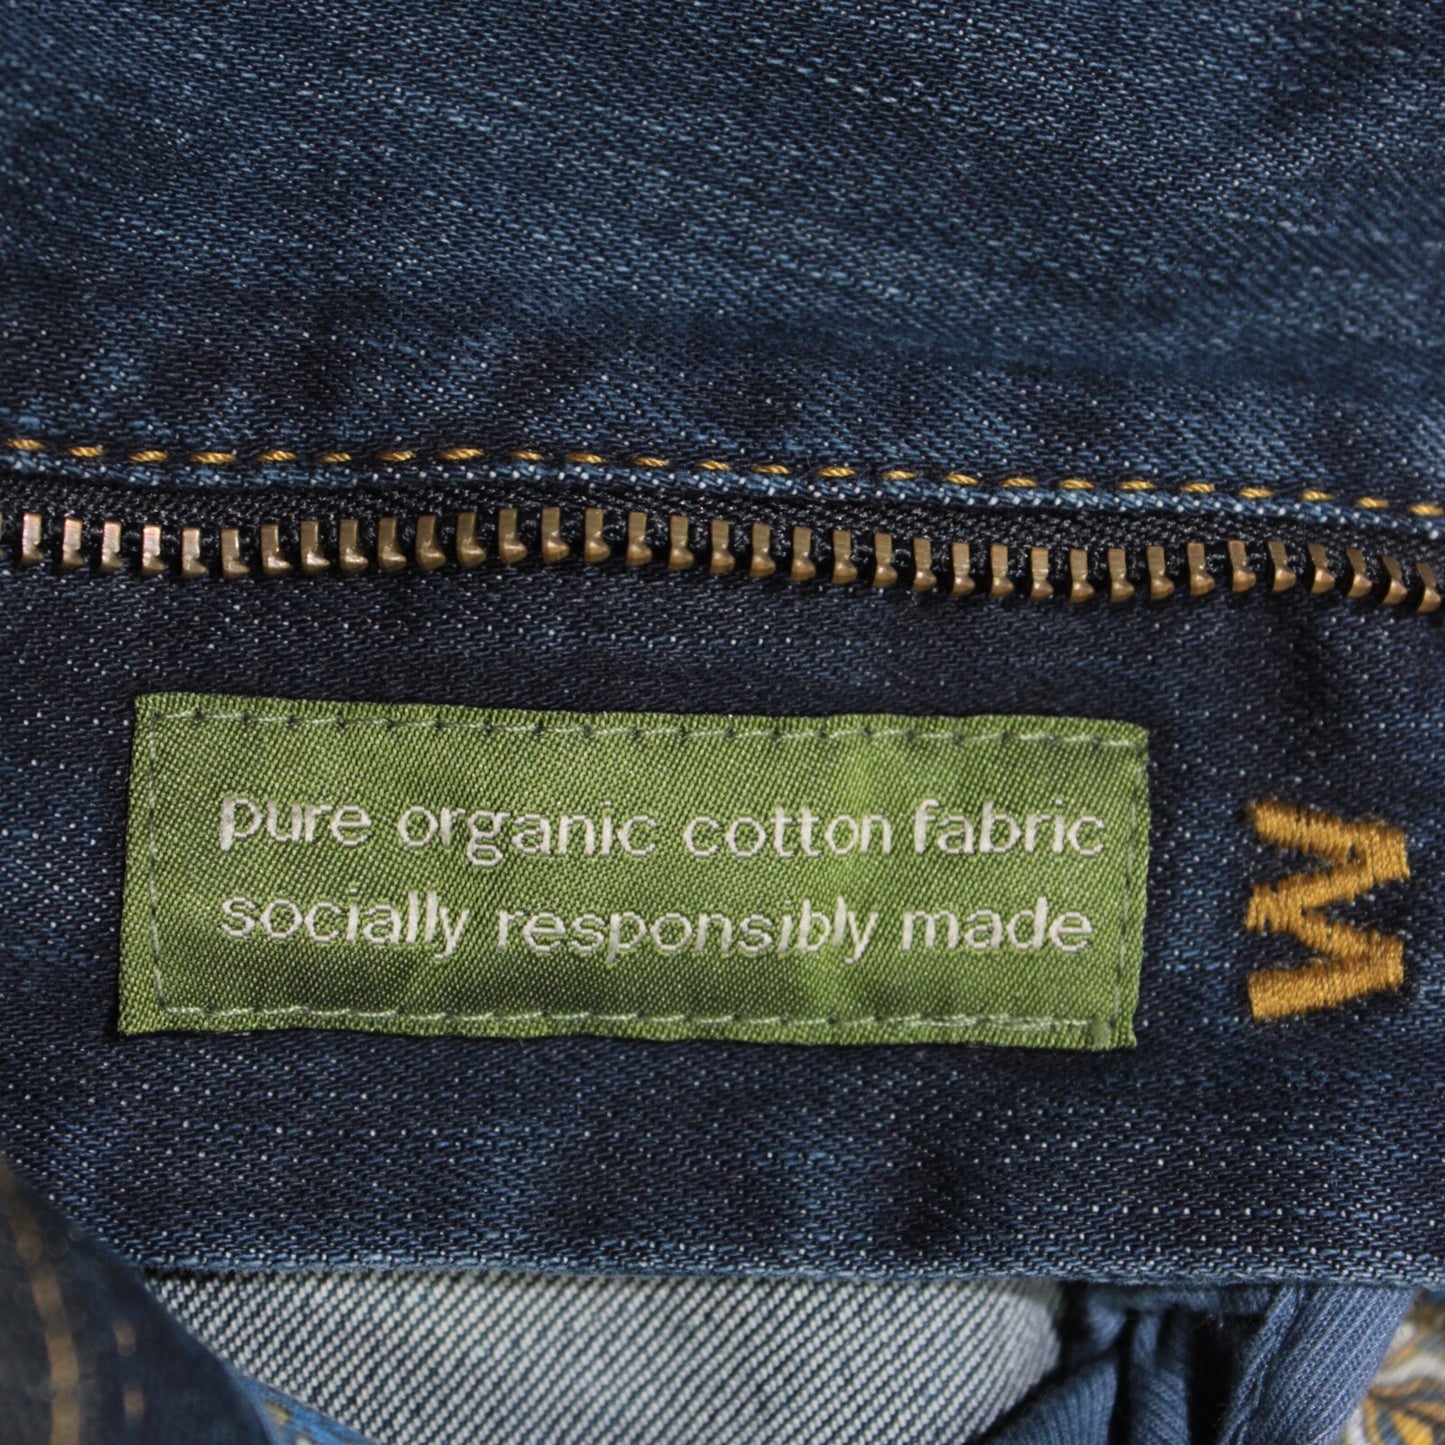 pure organic cotton fabric
socially responsibly made
W